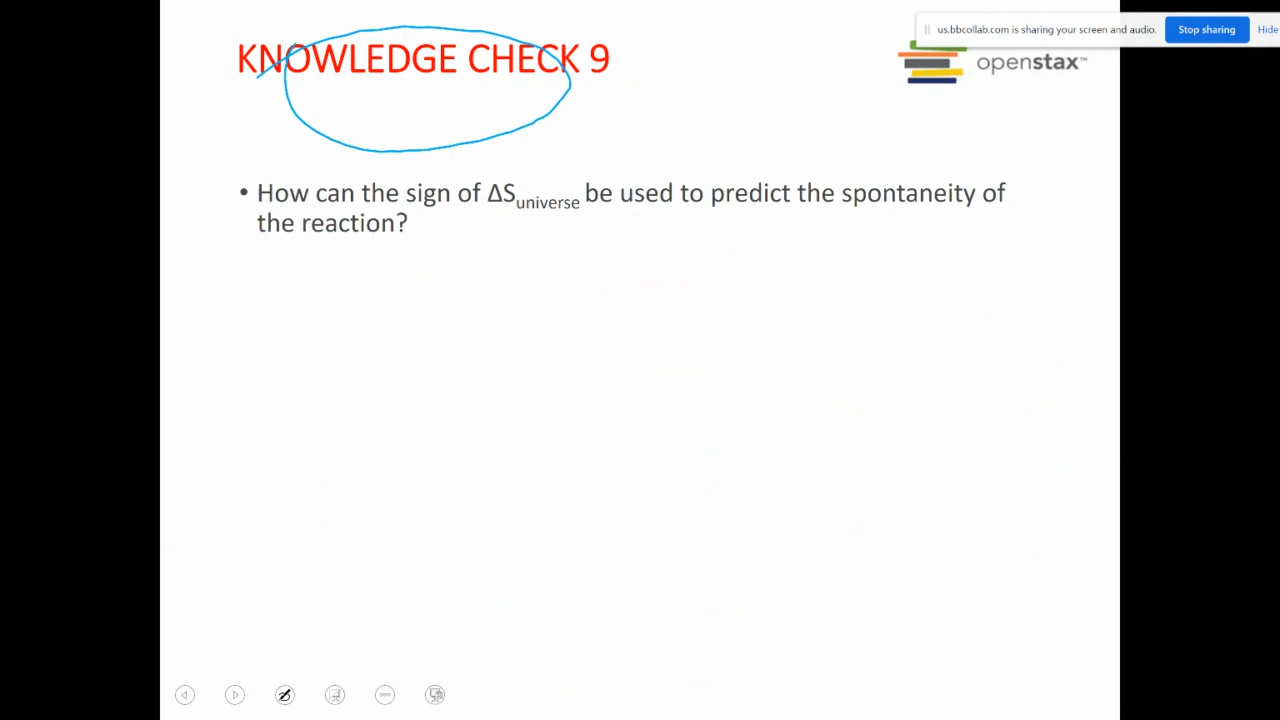 us.bbcollab.com is sharing your screen and audio. Stop sharing Hide
KNOWLEDGE CHECK 9
openstax™
• How can the sign of ΔSuniverse be used to predict the spontaneity of
the reaction?